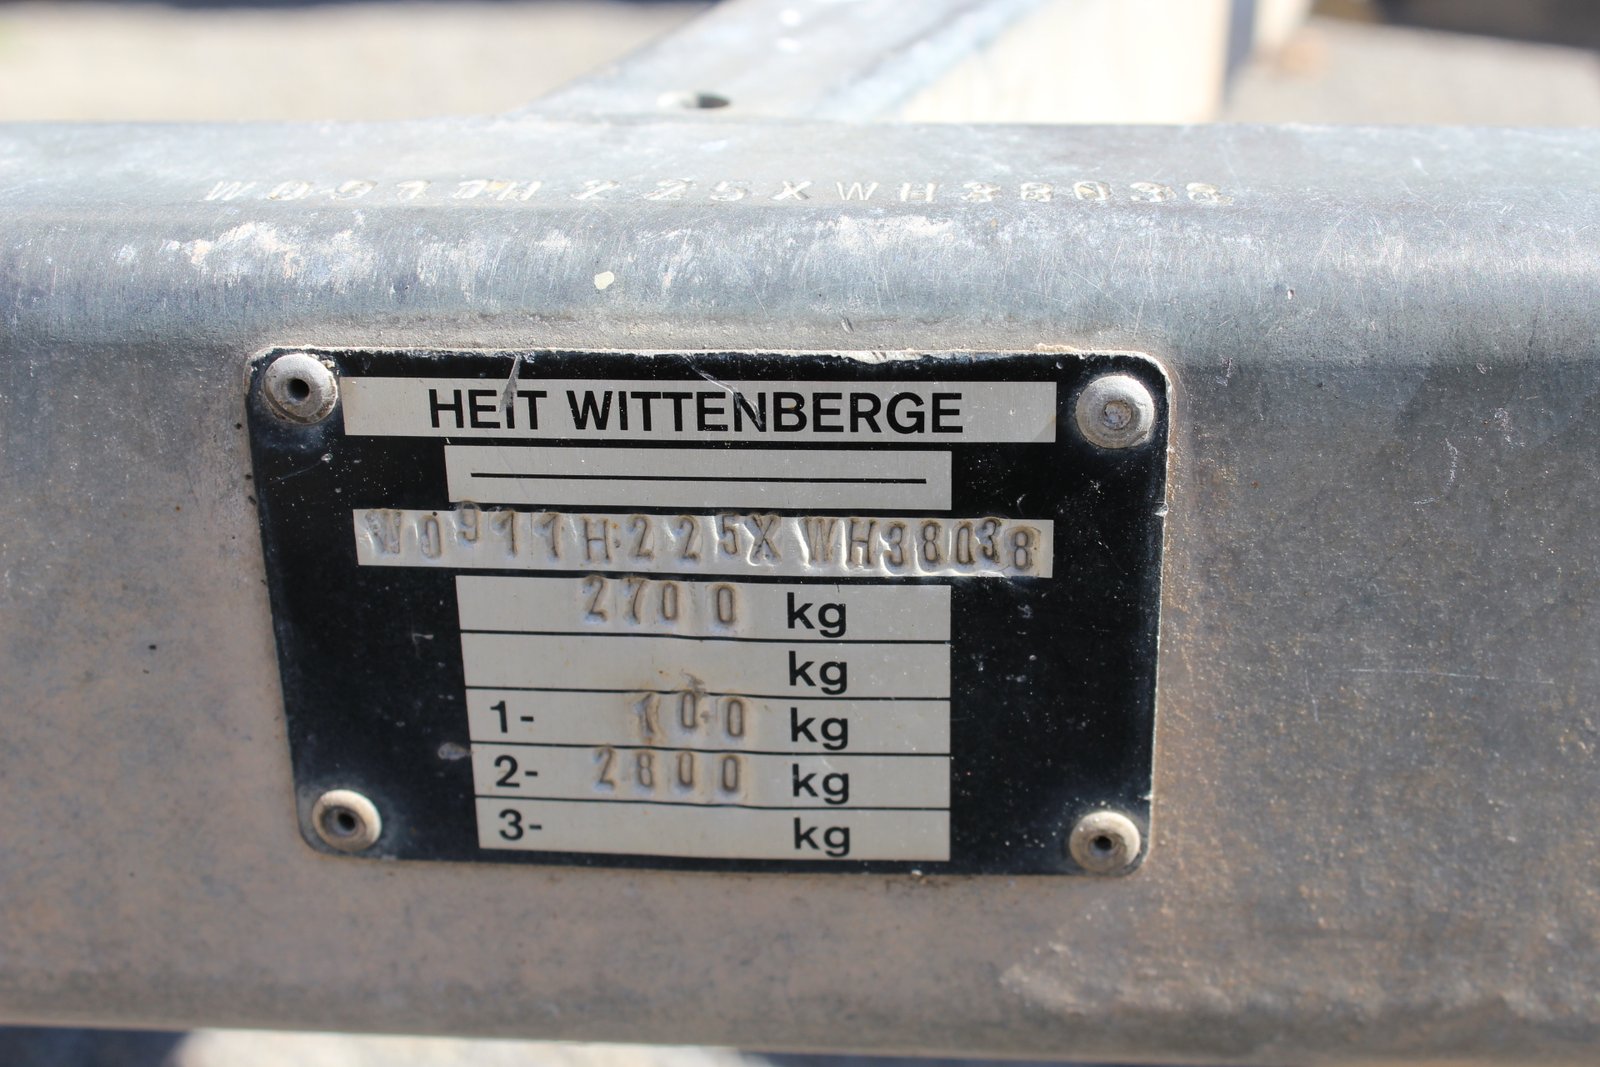 W0911H225XWH38038
HEIT WITTENBERGE
W0911H225XWH38038
2700 kg
kg
1- 100 kg
2- 2800 kg
3- kg